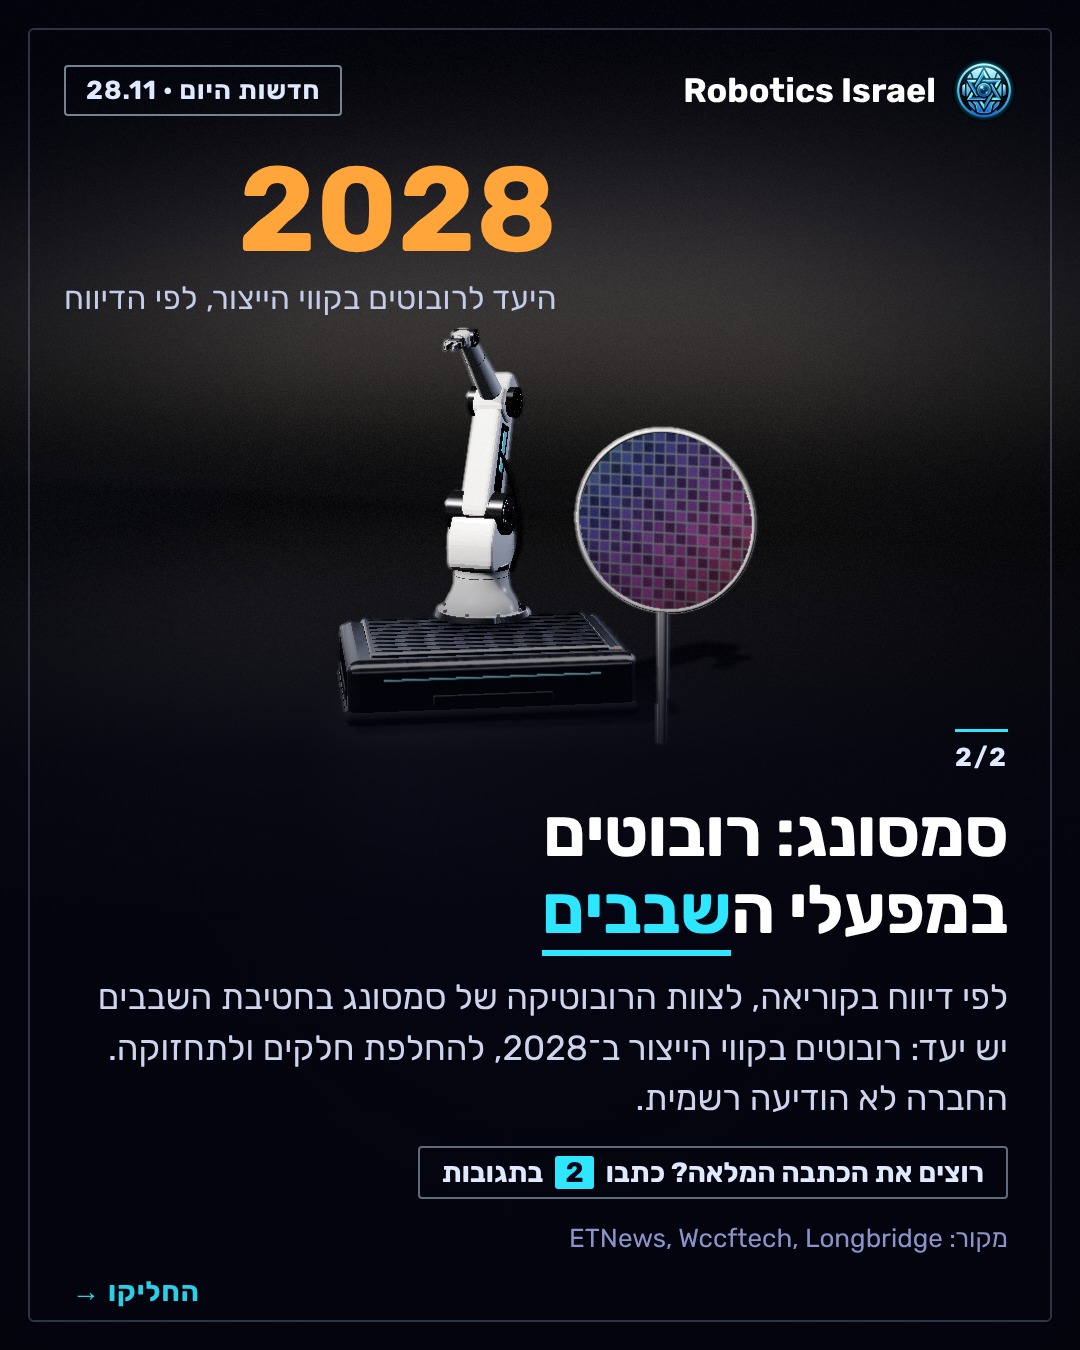 Robotics Israel
חדשות היום • 28.11
2028
היעד לרובוטים בקווי הייצור, לפי הדיווח
2/2
סמסונג: רובוטים
במפעלי השבבים
לפי דיווח בקוריאה, לצוות הרובוטיקה של סמסונג בחטיבת השבבים
יש יעד: רובוטים בקווי הייצור ב־2028, להחלפת חלקים ולתחזוקה.
החברה לא הודיעה רשמית.
רוצים את הכתבה המלאה? כתבו 2 בתגובות
מקור: ETNews, Wccftech, Longbridge
החליקו →